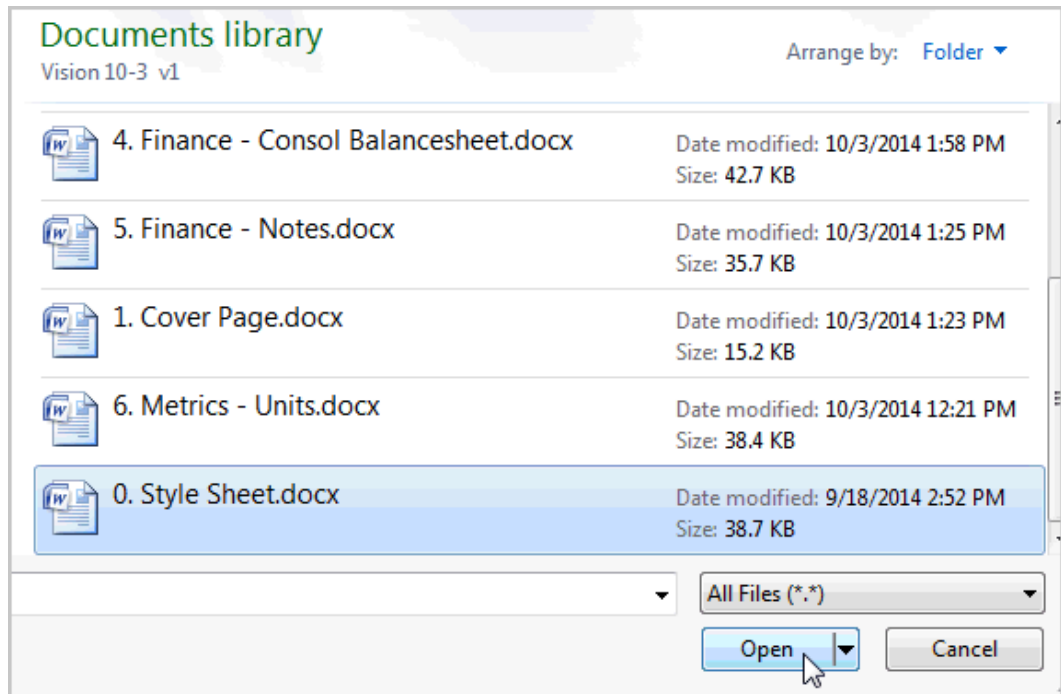 Documents library
Vision 10-3 v1
Arrange by: Folder
4. Finance - Consol Balancesheet.docx
Date modified: 10/3/2014 1:58 PM
Size: 42.7 KB
5. Finance - Notes.docx
Date modified: 10/3/2014 1:25 PM
Size: 35.7 KB
1. Cover Page.docx
Date modified: 10/3/2014 1:23 PM
Size: 15.2 KB
6. Metrics - Units.docx
Date modified: 10/3/2014 12:21 PM
Size: 38.4 KB
0. Style Sheet.docx
Date modified: 9/18/2014 2:52 PM
Size: 38.7 KB
All Files (*.*)
Open
Cancel